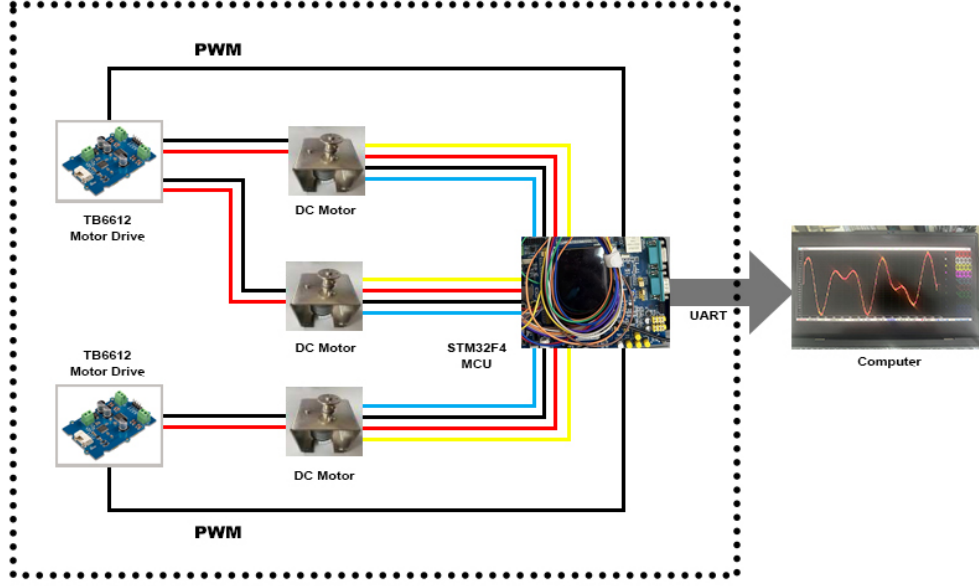 PWM
TB6612
Motor Drive
DC Motor
DC Motor
TB6612
Motor Drive
STM32F4
MCU
UART
Computer
DC Motor
PWM